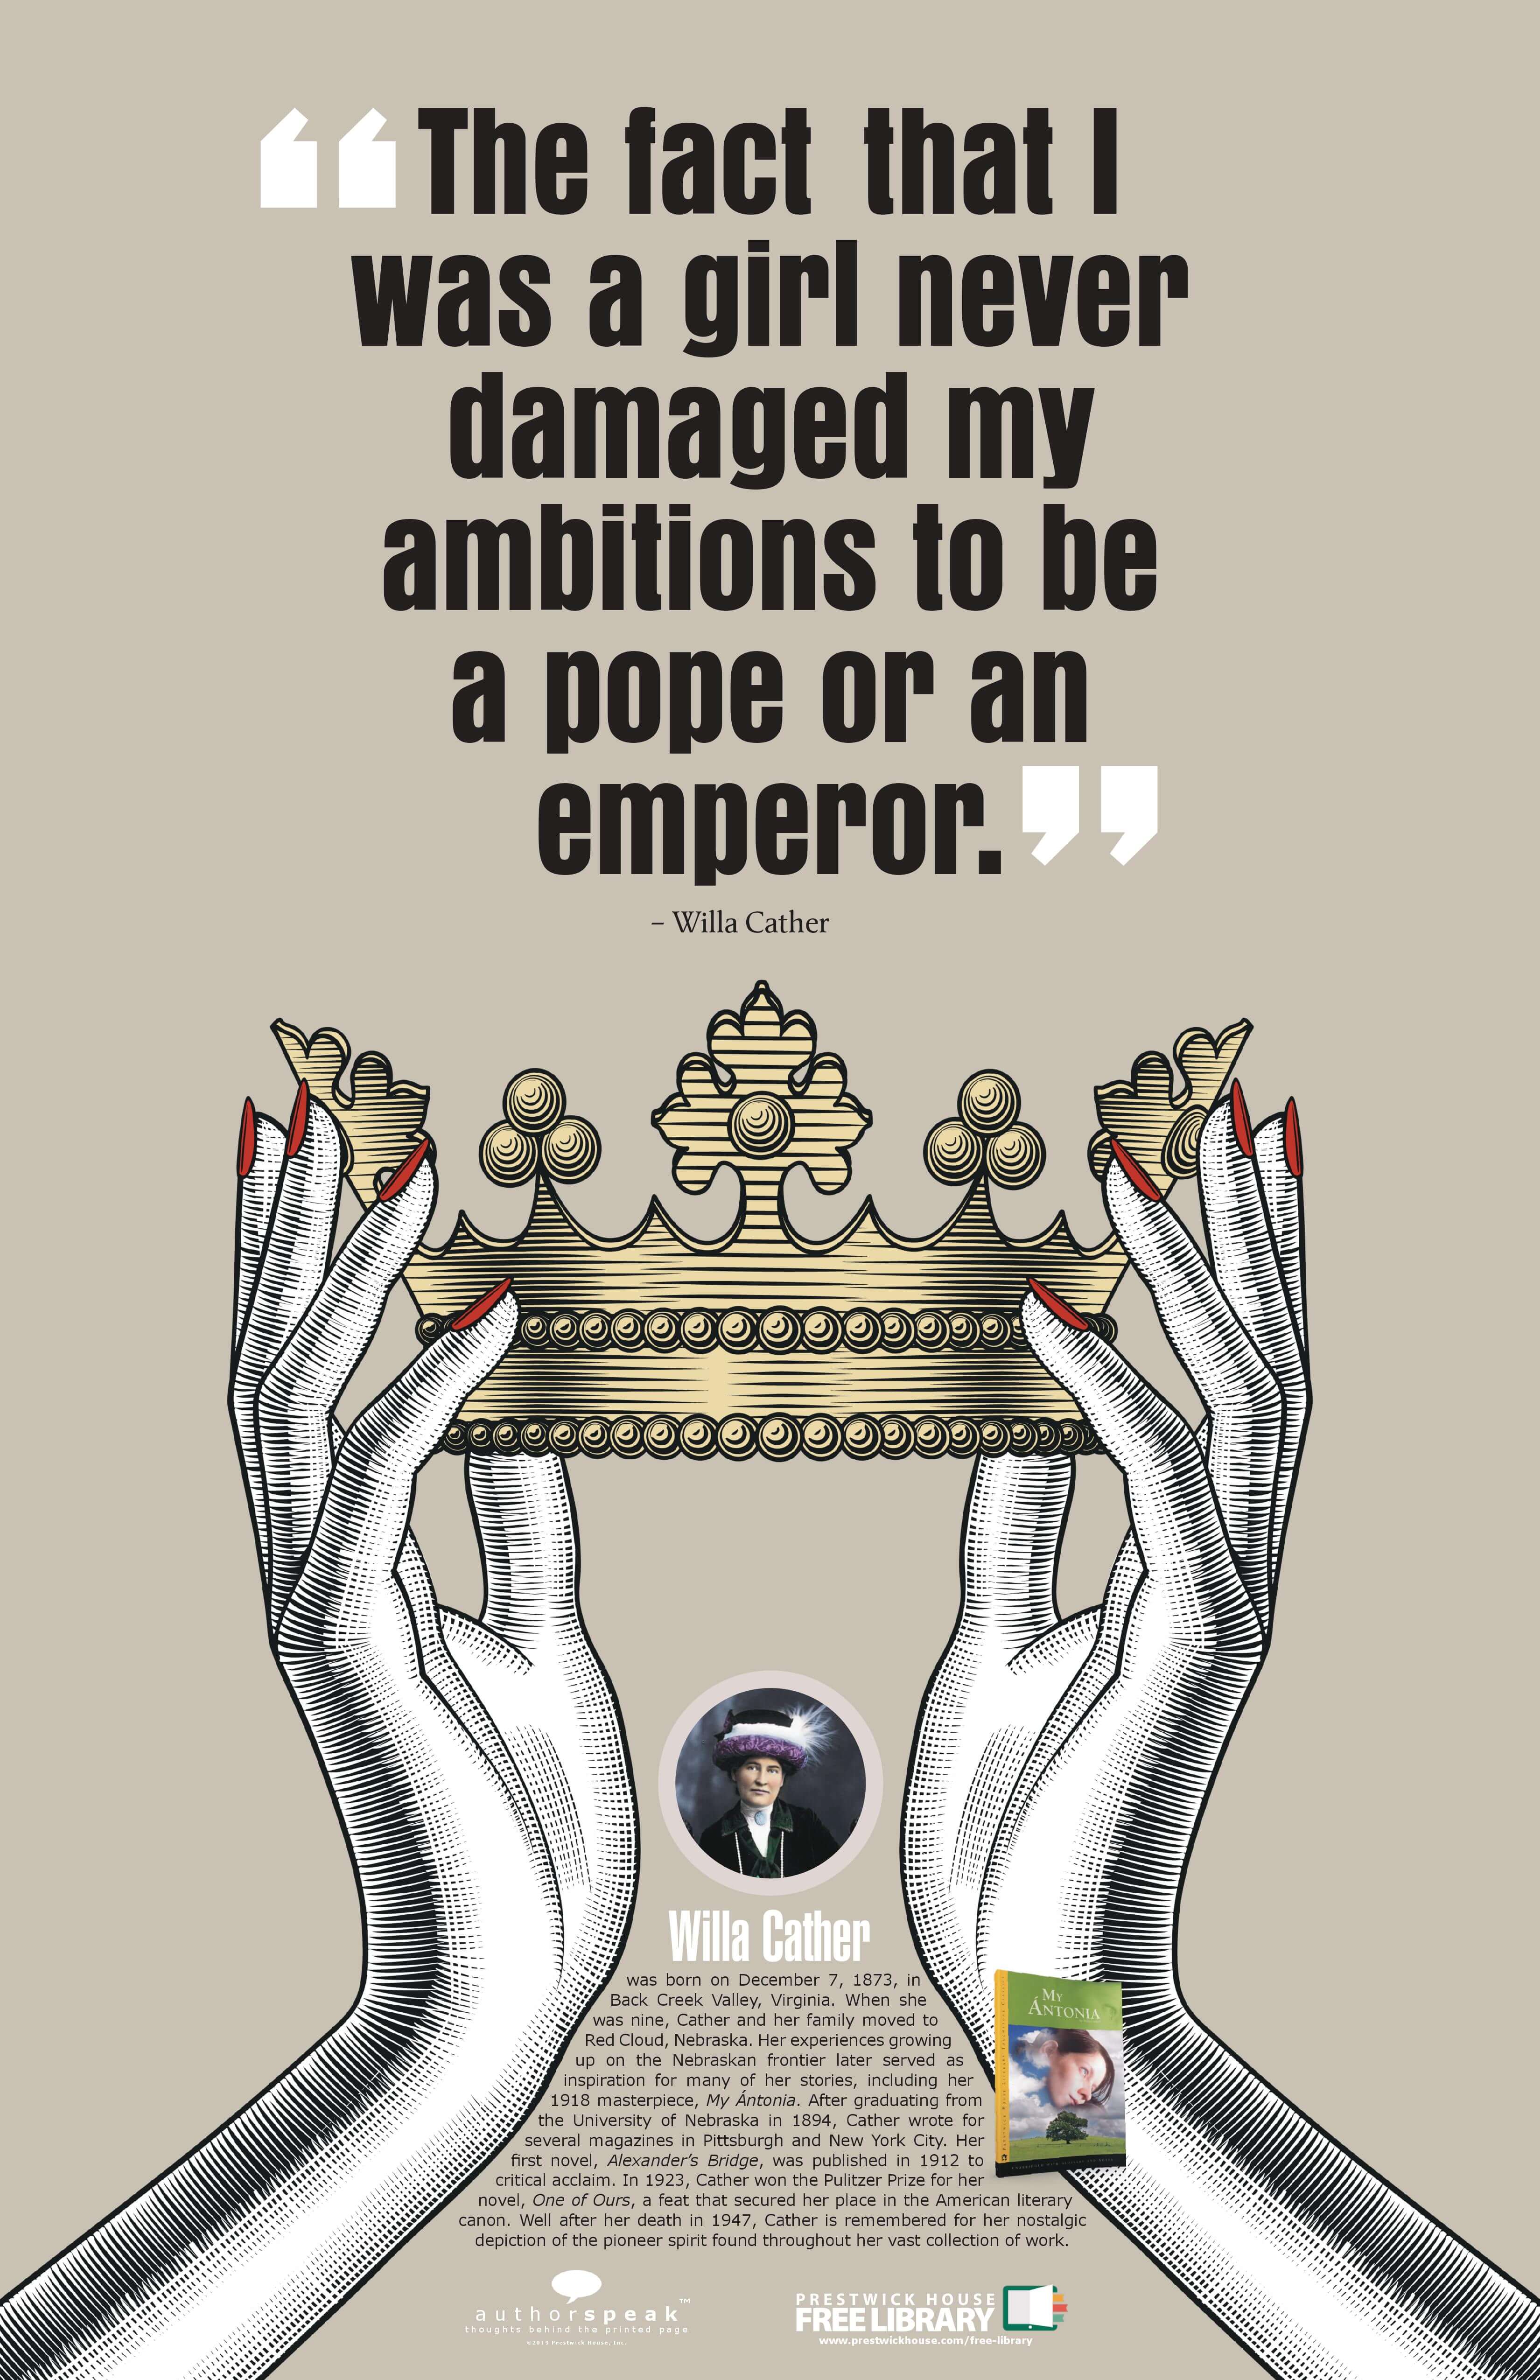 “The fact that I
was a girl never
damaged my
ambitions to be
a pope or an
emperor.”
– Willa Cather
Willa Cather
was born on December 7, 1873, in
Back Creek Valley, Virginia. When she
was nine, Cather and her family moved to
Red Cloud, Nebraska. Her experiences growing
up on the Nebraskan frontier later served as
inspiration for many of her stories, including her
1918 masterpiece, My Ántonia. After graduating from
the University of Nebraska in 1894, Cather wrote for
several magazines in Pittsburgh and New York City. Her
first novel, Alexander’s Bridge, was published in 1912 to
critical acclaim. In 1923, Cather won the Pulitzer Prize for her
novel, One of Ours, a feat that secured her place in the American literary
canon. Well after her death in 1947, Cather is remembered for her nostalgic
depiction of the pioneer spirit found throughout her vast collection of work.
My
Ántonia
authorspeak™
thoughts behind the printed page
©2015 Prestwick House, Inc.
PRESTWICK HOUSE
FREE LIBRARY
www.prestwickhouse.com/free-library